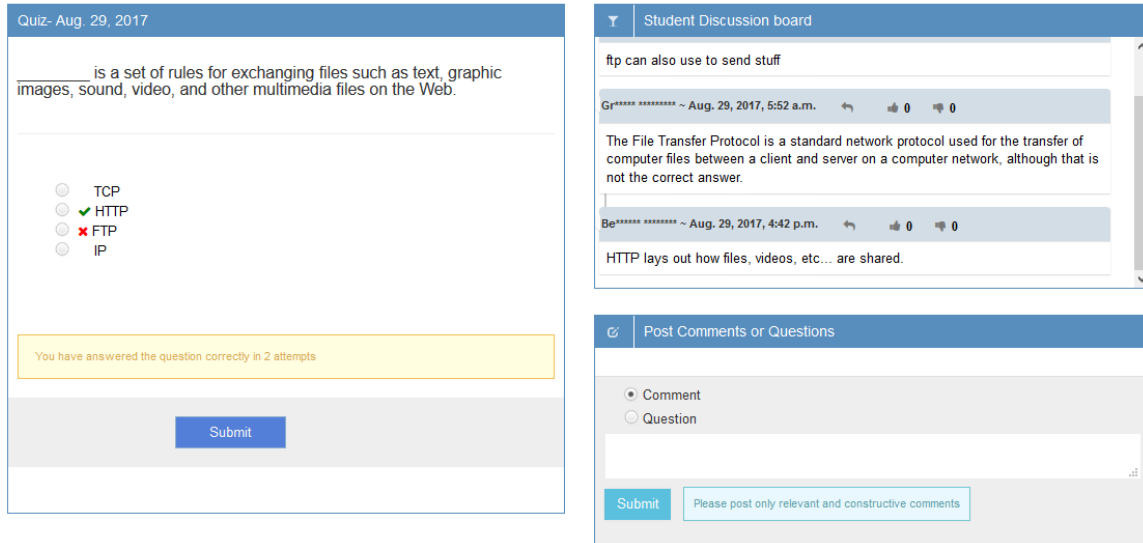 Quiz- Aug. 29, 2017
________ is a set of rules for exchanging files such as text, graphic
images, sound, video, and other multimedia files on the Web.
TCP
HTTP
FTP
IP
You have answered the question correctly in 2 attempts
Submit
Student Discussion board
ftp can also use to send stuff
Gr***** ********* ~ Aug. 29, 2017, 5:52 a.m. 0 0
The File Transfer Protocol is a standard network protocol used for the transfer of
computer files between a client and server on a computer network, although that is
not the correct answer.
Be****** ******** ~ Aug. 29, 2017, 4:42 p.m. 0 0
HTTP lays out how files, videos, etc... are shared.
Post Comments or Questions
Comment
Question
Submit
Please post only relevant and constructive comments